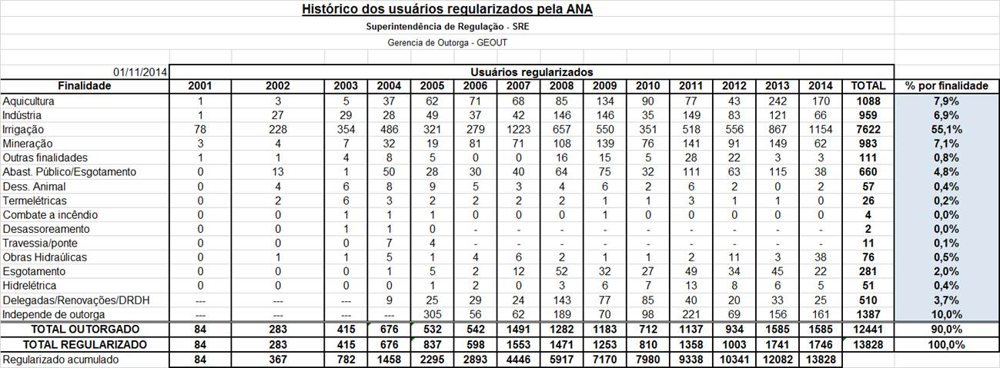 Histórico dos usuários regularizados pela ANA
Superintendência de Regulação - SRE
Gerencia de Outorga - GEOUT
01/11/2014 Usuários regularizados
Finalidade 2001 2002 2003 2004 2005 2006 2007 2008 2009 2010 2011 2012 2013 2014 TOTAL % por finalidade
Aquicultura 1 3 5 37 62 71 68 85 134 90 77 43 242 170 1088 7,9%
Indústria 1 27 29 28 49 37 42 146 146 35 149 83 121 66 959 6,9%
Irrigação 78 228 354 486 321 279 1223 657 550 351 518 556 867 1154 7622 55,1%
Mineração 3 4 7 32 19 81 71 108 139 76 141 91 149 62 983 7,1%
Outras finalidades 1 1 4 8 5 0 0 16 15 5 28 22 3 3 111 0,8%
Abast. Público/Esgotamento 0 13 1 50 28 30 40 64 75 32 111 63 115 38 660 4,8%
Dess. Animal 0 4 6 8 9 5 3 4 6 2 6 2 0 2 57 0,4%
Termelétricas 0 2 6 3 2 2 2 2 1 1 3 1 1 0 26 0,2%
Combate a incêndio 0 0 1 1 1 0 0 0 1 0 0 0 0 0 4 0,0%
Desassoreamento 0 0 1 1 0 - - - - - - - - - 2 0,0%
Travessia/ponte 0 0 0 7 4 - - - - - - - - - 11 0,1%
Obras Hidraúlicas 0 1 1 5 1 4 6 2 1 1 2 11 3 38 76 0,5%
Esgotamento 0 0 0 1 5 2 12 52 32 27 49 34 45 22 281 2,0%
Hidrelétrica 0 0 0 1 1 2 0 3 6 7 13 8 6 5 51 0,4%
Delegadas/Renovações/DRDH --- --- --- 9 25 29 24 143 77 85 40 20 33 25 510 3,7%
Independe de outorga --- --- --- --- 305 56 62 189 70 98 221 69 156 161 1387 10,0%
TOTAL OUTORGADO 84 283 415 676 532 542 1491 1282 1183 712 1137 934 1585 1585 12441 90,0%
TOTAL REGULARIZADO 84 283 415 676 837 598 1553 1471 1253 810 1358 1003 1741 1746 13828 100,0%
Regularizado acumulado 84 367 782 1458 2295 2893 4446 5917 7170 7980 9338 10341 12082 13828